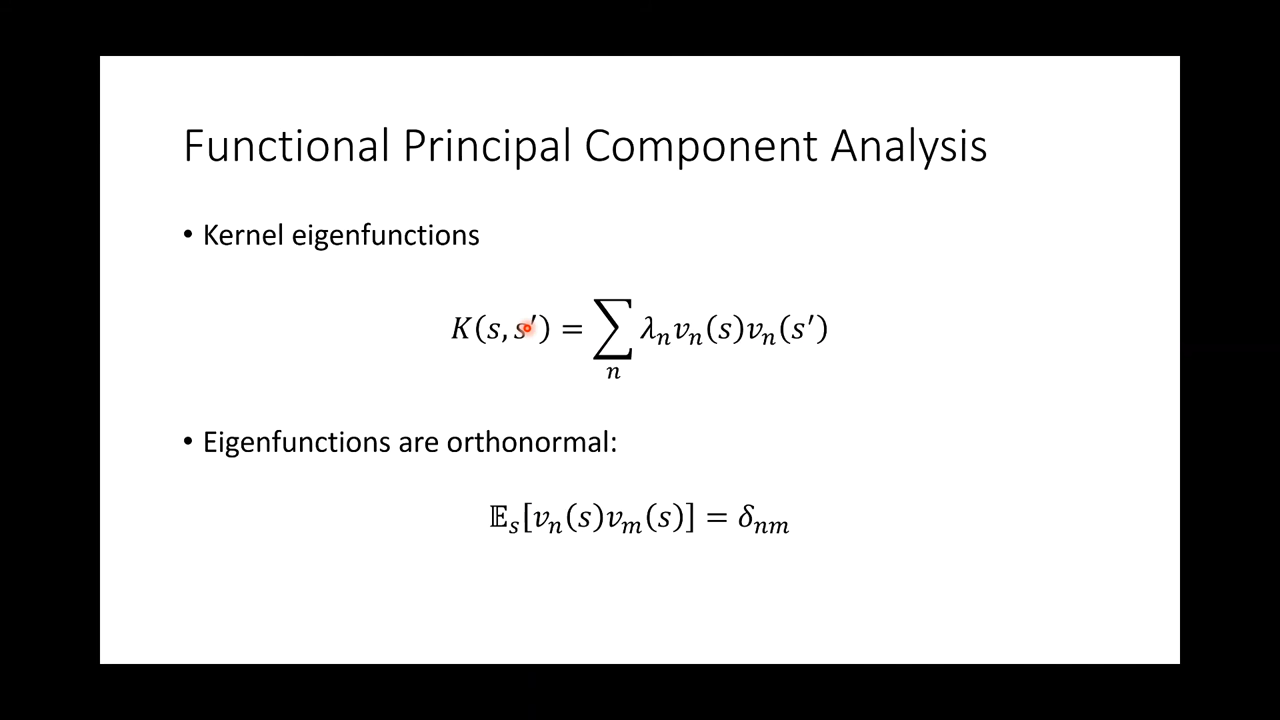 Functional Principal Component Analysis
• Kernel eigenfunctions
𝐾(𝑠, 𝑠′) = ∑ₙ 𝜆ₙ𝑣ₙ(𝑠)𝑣ₙ(𝑠′)
• Eigenfunctions are orthonormal:
𝔼ₛ[𝑣ₙ(𝑠)𝑣ₘ(𝑠)] = 𝛿ₙₘ